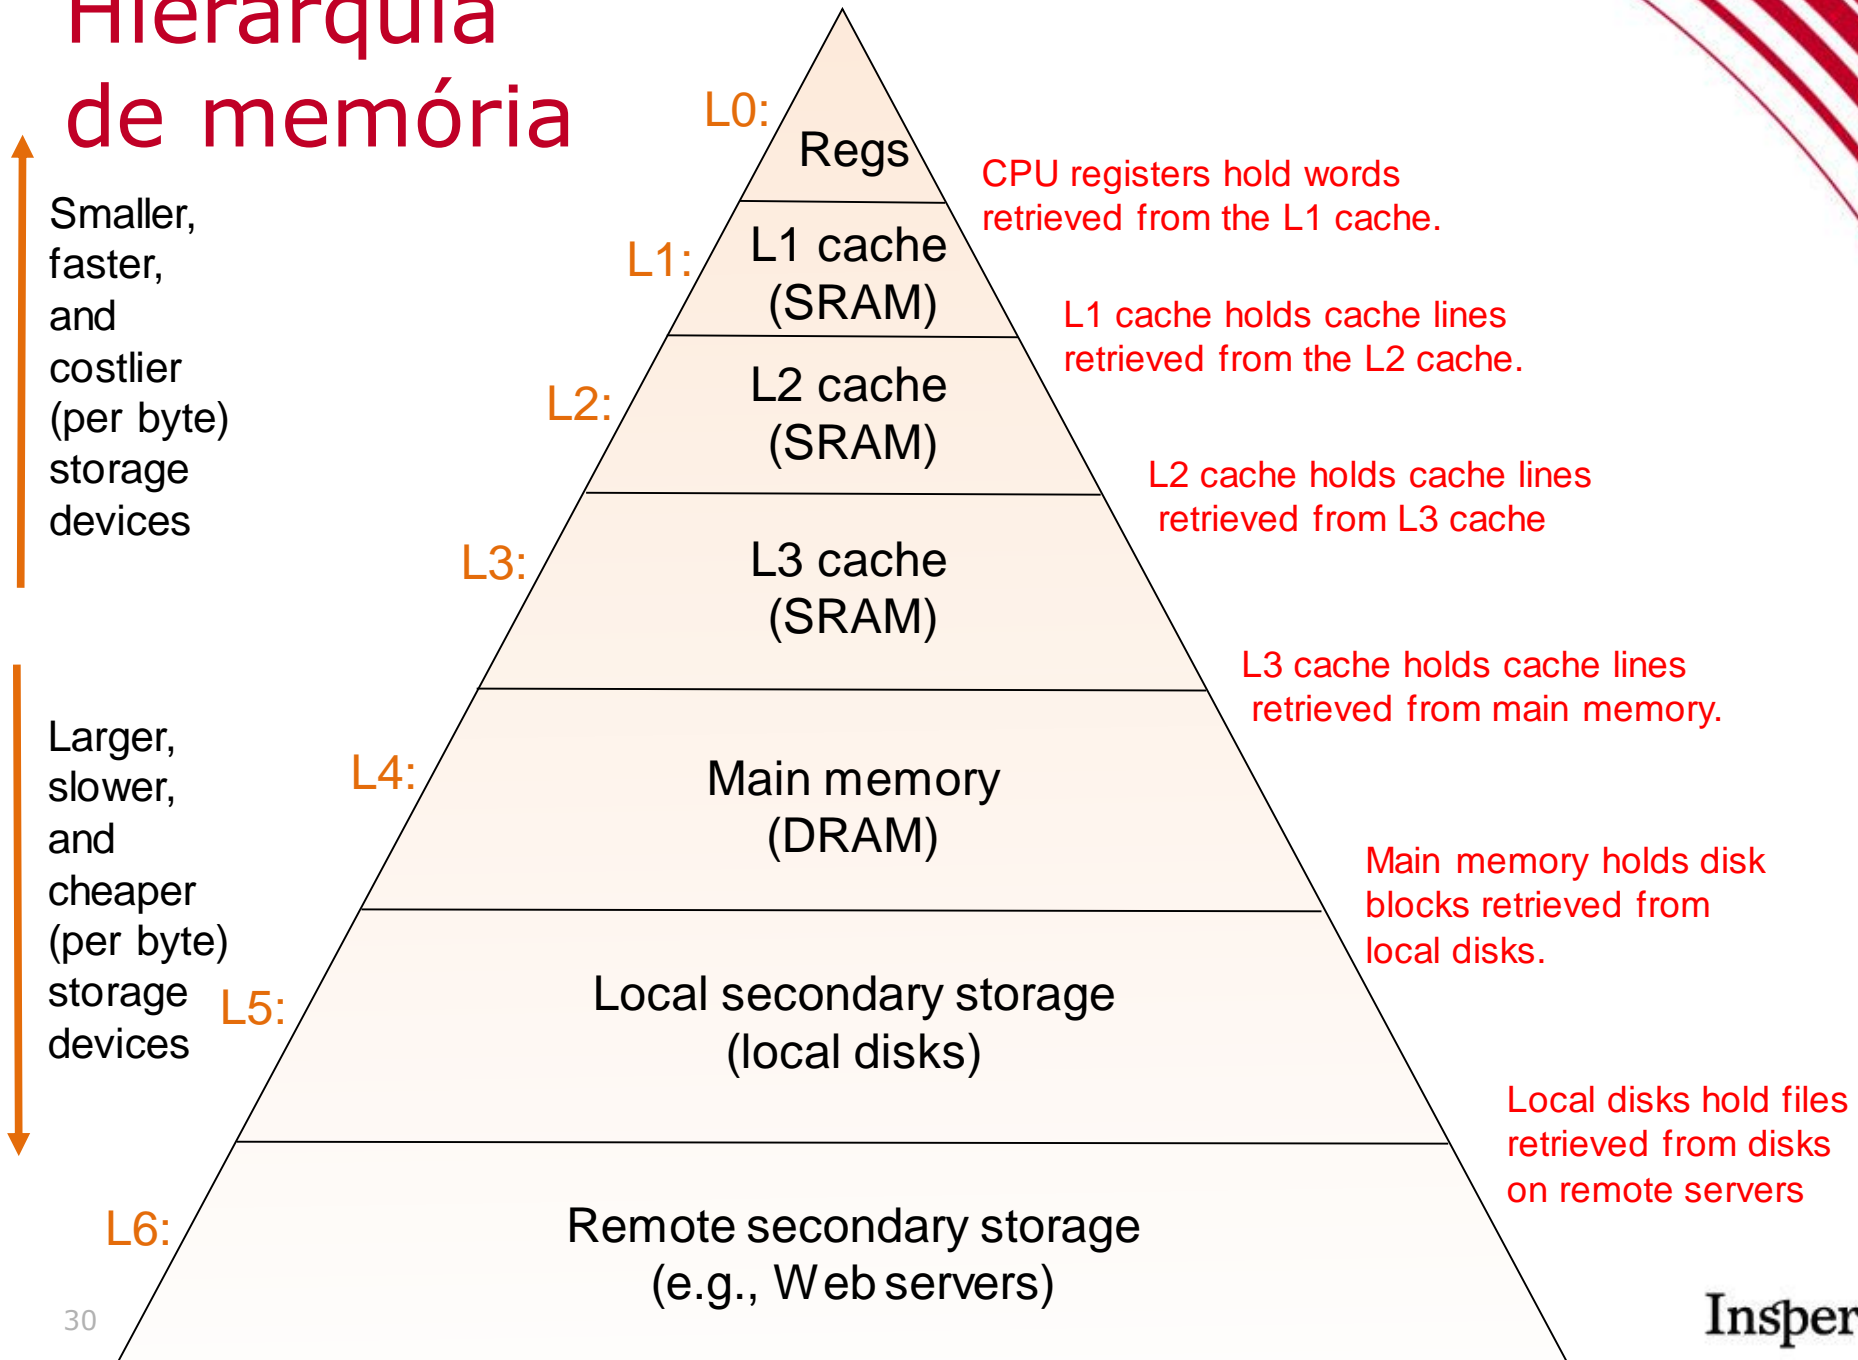 Hierarquia
de memória
L0:
Regs
CPU registers hold words
retrieved from the L1 cache.
Smaller,
faster,
and
costlier
(per byte)
storage
devices
L1:
L1 cache
(SRAM)
L1 cache holds cache lines
retrieved from the L2 cache.
L2:
L2 cache
(SRAM)
L2 cache holds cache lines
retrieved from L3 cache
L3:
L3 cache
(SRAM)
L3 cache holds cache lines
retrieved from main memory.
Larger,
slower,
and
cheaper
(per byte)
storage
devices
L4:
Main memory
(DRAM)
Main memory holds disk
blocks retrieved from
local disks.
L5:
Local secondary storage
(local disks)
Local disks hold files
retrieved from disks
on remote servers
L6:
Remote secondary storage
(e.g., Web servers)
30
Insper